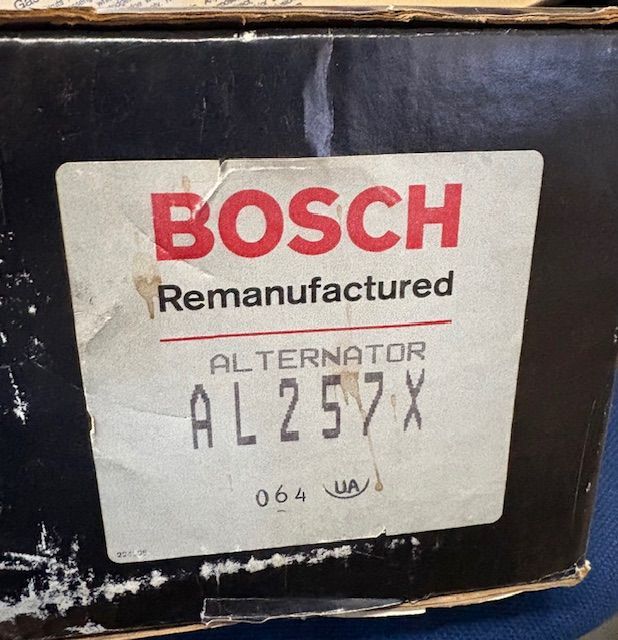 BOSCH
Remanufactured
ALTERNATOR
AL257X
064 UA